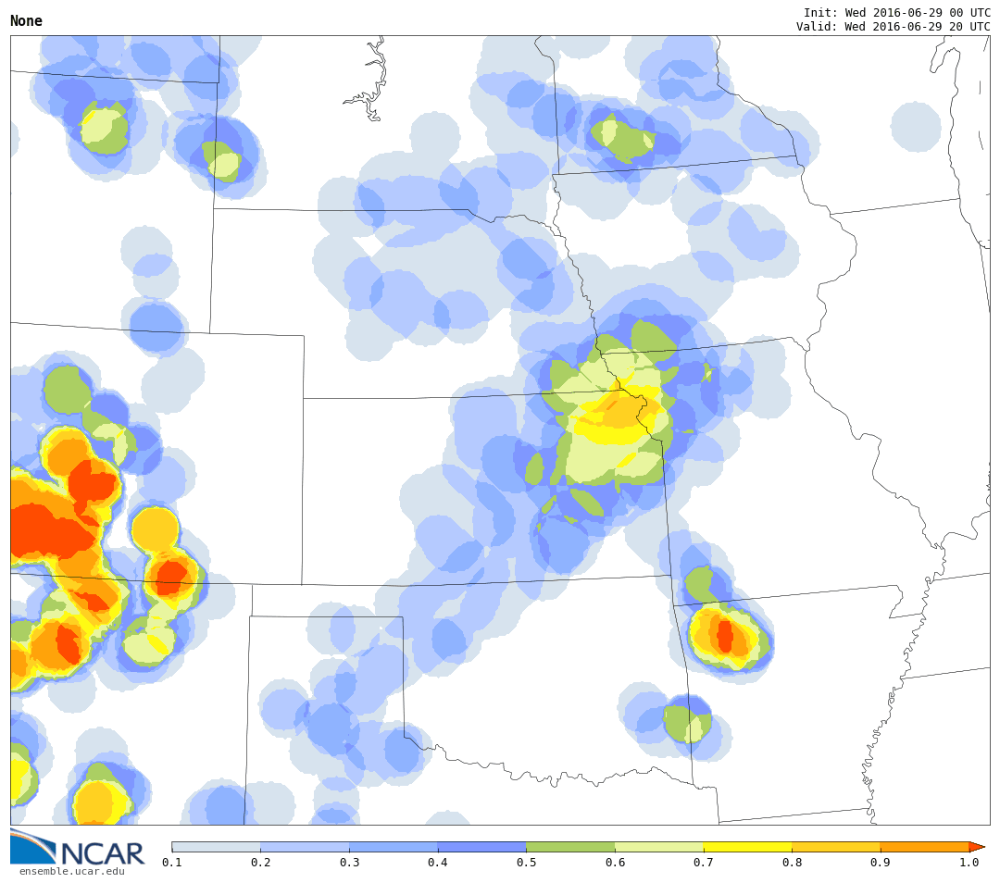 None
Init: Wed 2016-06-29 00 UTC
Valid: Wed 2016-06-29 20 UTC
NCAR
ensemble.ucar.edu
0.1 0.2 0.3 0.4 0.5 0.6 0.7 0.8 0.9 1.0